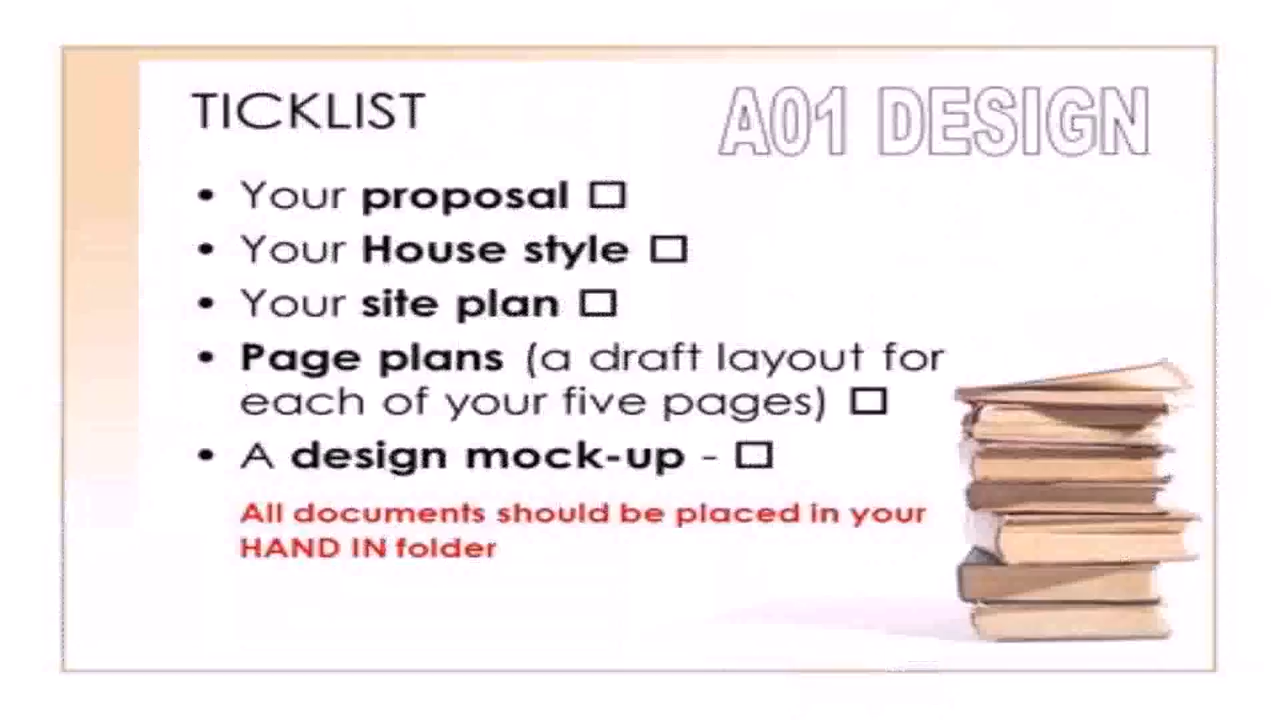 TICKLIST
A01 DESIGN
• Your proposal □
• Your House style □
• Your site plan □
• Page plans (a draft layout for
each of your five pages) □
• A design mock-up - □
All documents should be placed in your
HAND IN folder